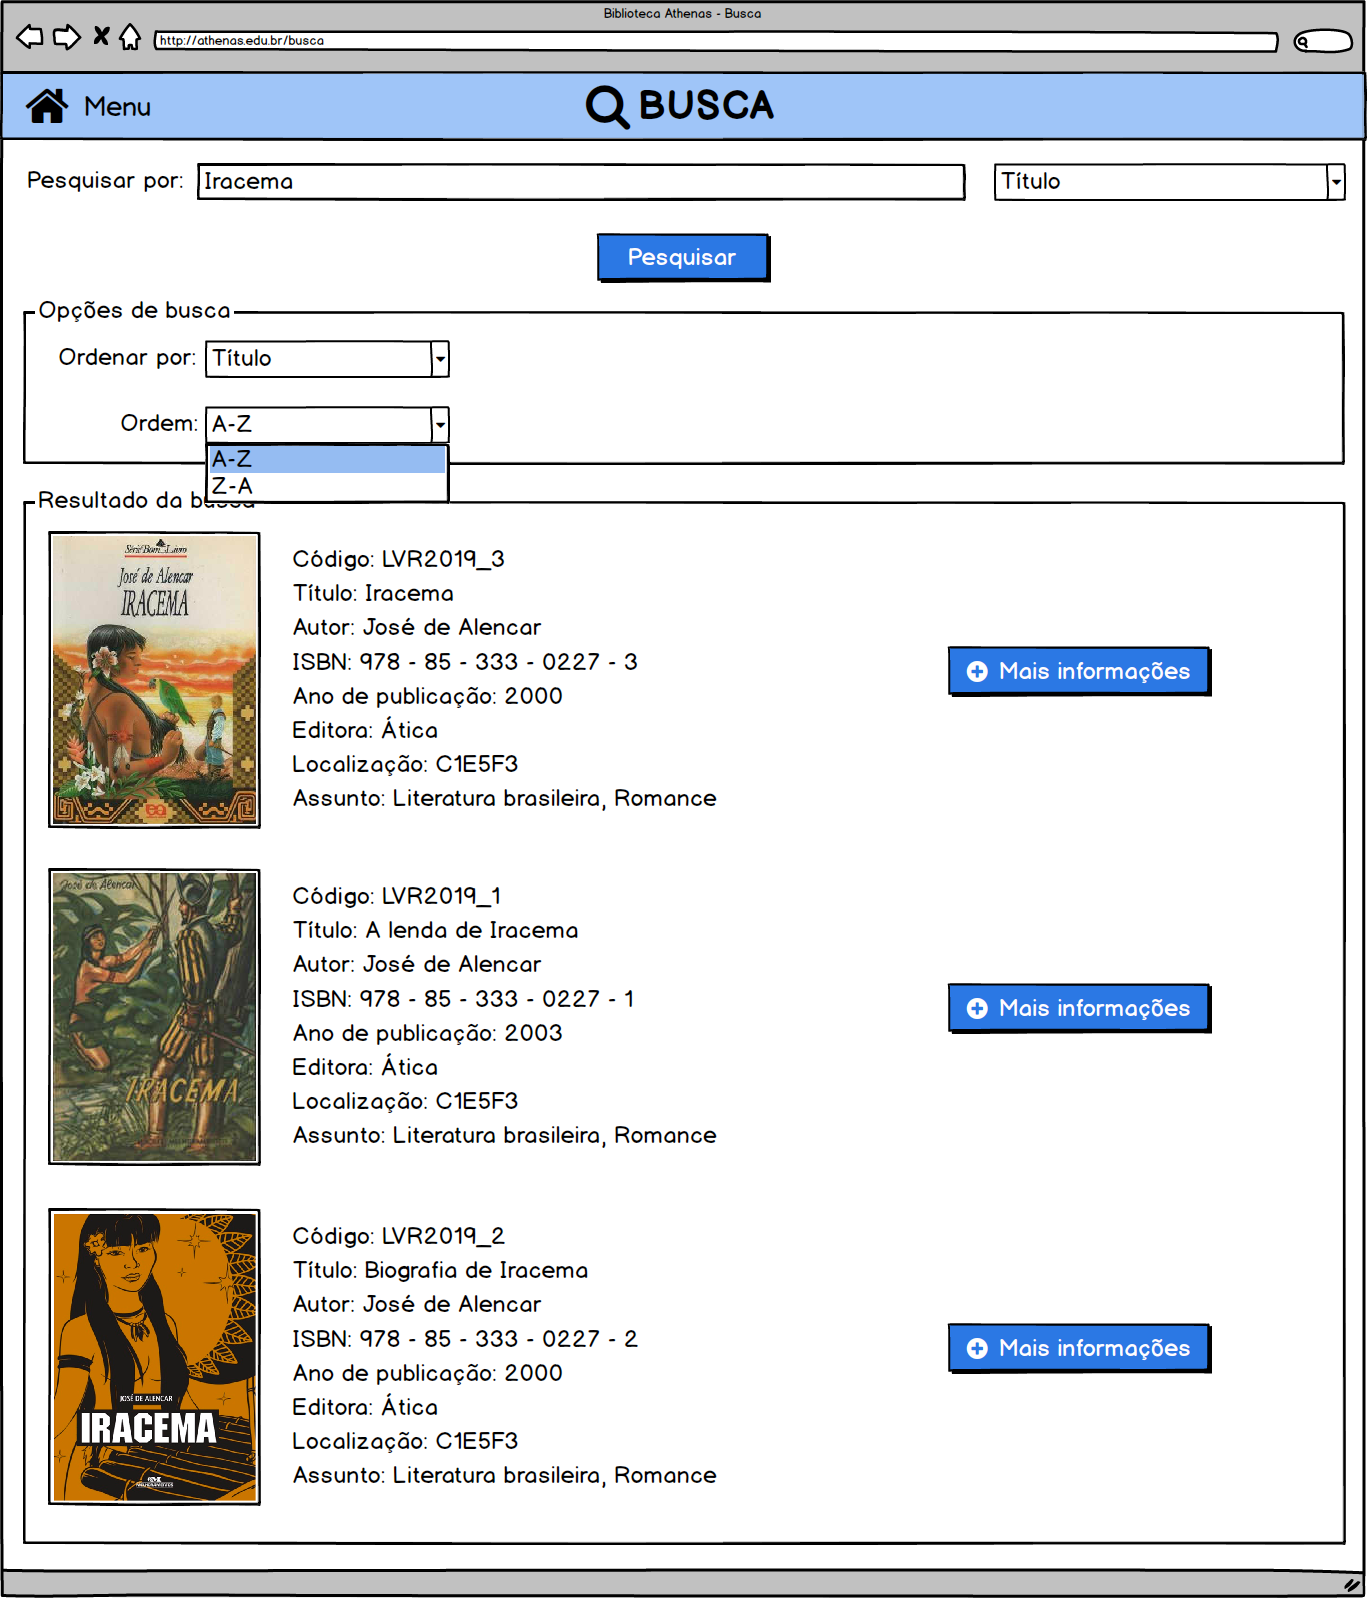 Biblioteca Athenas - Busca
http://athenas.edu.br/busca
Menu
BUSCA
Pesquisar por: Iracema Título
Pesquisar
Opções de busca
Ordenar por: Título
Ordem: A-Z
A-Z
Z-A
Resultado da busca
Série Bom Livro
José de Alencar
IRACEMA
Código: LVR2019_3
Título: Iracema
Autor: José de Alencar
ISBN: 978 - 85 - 333 - 0227 - 3
Ano de publicação: 2000
Editora: Ática
Localização: C1E5F3
Assunto: Literatura brasileira, Romance
Mais informações
José de Alencar
IRACEMA
Código: LVR2019_1
Título: A lenda de Iracema
Autor: José de Alencar
ISBN: 978 - 85 - 333 - 0227 - 1
Ano de publicação: 2003
Editora: Ática
Localização: C1E5F3
Assunto: Literatura brasileira, Romance
Mais informações
JOSÉ DE ALENCAR
IRACEMA
Código: LVR2019_2
Título: Biografia de Iracema
Autor: José de Alencar
ISBN: 978 - 85 - 333 - 0227 - 2
Ano de publicação: 2000
Editora: Ática
Localização: C1E5F3
Assunto: Literatura brasileira, Romance
Mais informações